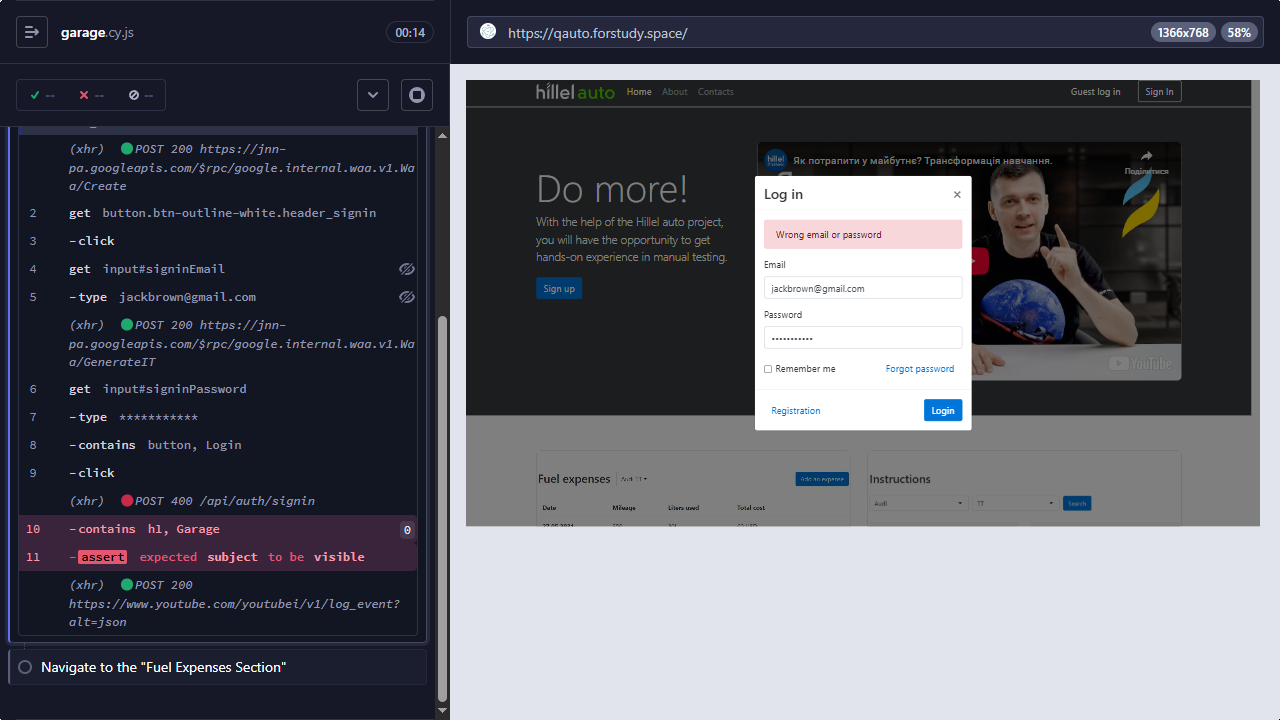 garage.cy.js
00:14
--
--
--
(xhr) POST 200 https://jnn-
pa.googleapis.com/$rpc/google.internal.waa.v1.Wa
a/Create
2 get button.btn-outline-white.header_signin
3 -click
4 get input#signinEmail
5 -type jackbrown@gmail.com
(xhr) POST 200 https://jnn-
pa.googleapis.com/$rpc/google.internal.waa.v1.Wa
a/GenerateIT
6 get input#signinPassword
7 -type ***********
8 -contains button, Login
9 -click
(xhr) POST 400 /api/auth/signin
10 -contains h1, Garage 0
11 -assert expected subject to be visible
(xhr) POST 200
https://www.youtube.com/youtubei/v1/log_event?
alt=json
Navigate to the "Fuel Expenses Section"
https://qauto.forstudy.space/
1366x768 58%
hillel auto Home About Contacts Guest log in Sign In
Do more!
With the help of the Hillel auto project,
you will have the opportunity to get
hands-on experience in manual testing.
Sign up
hillel Як потрапити у майбутнє? Трансформація навчання.
Поділитися
YouTube
Log in ×
Wrong email or password
Email
jackbrown@gmail.com
Password
•••••••••••
Remember me Forgot password
Registration Login
Fuel expenses Audi TT Add an expense
Date Mileage Liters used Total cost
Instructions
Audi TT Search